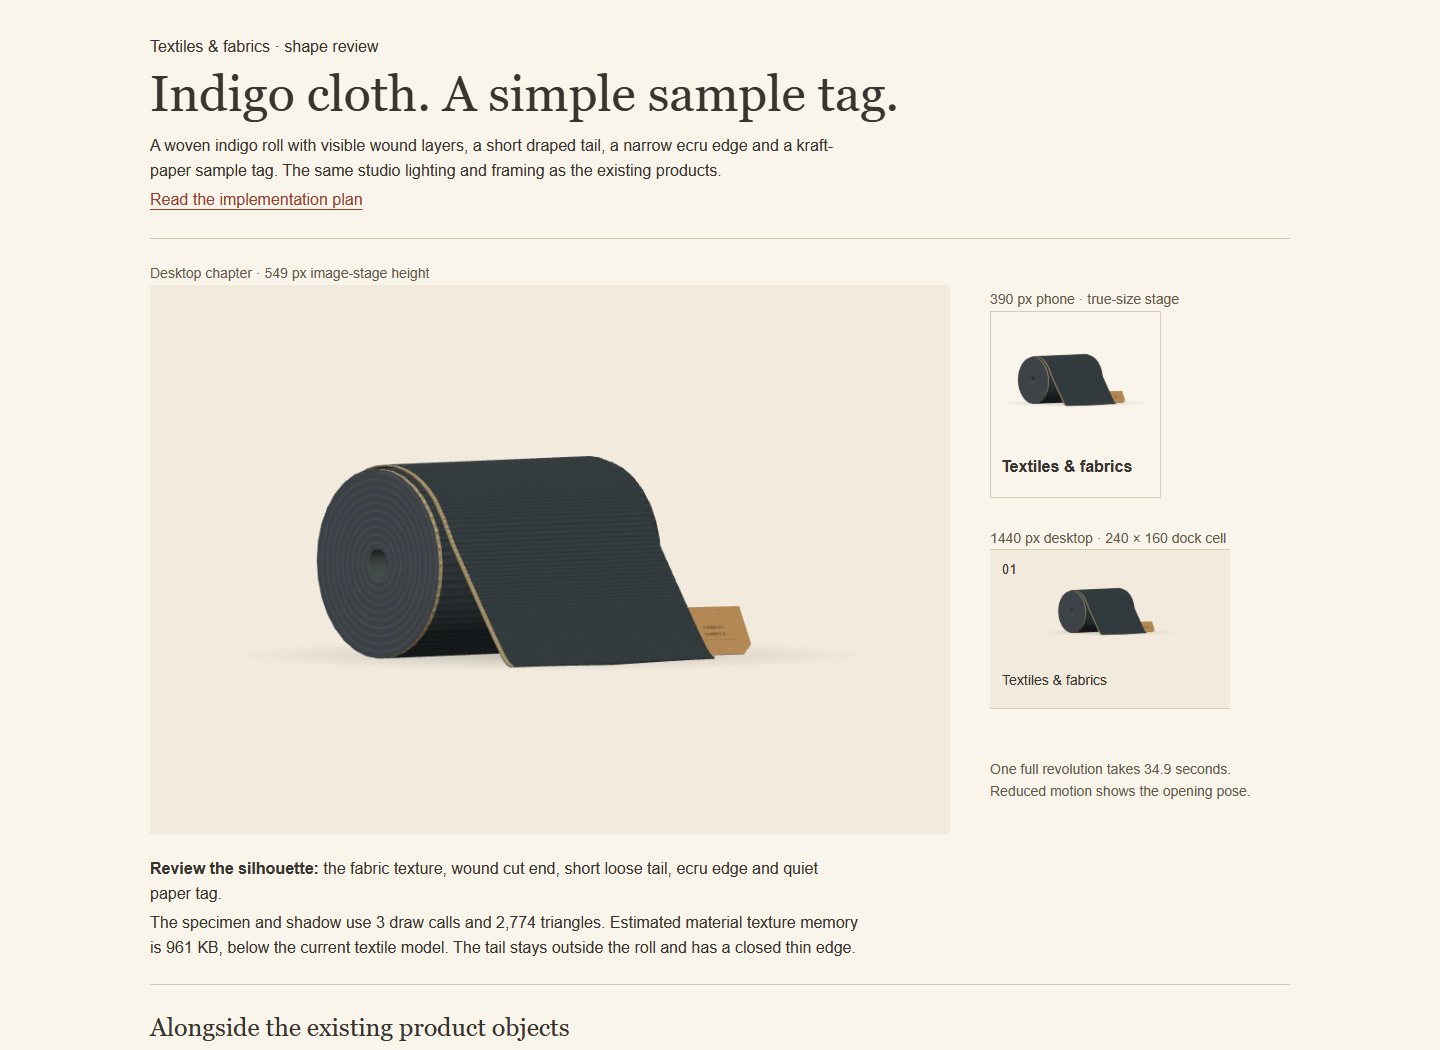 Textiles & fabrics · shape review
Indigo cloth. A simple sample tag.
A woven indigo roll with visible wound layers, a short draped tail, a narrow ecru edge and a kraft-
paper sample tag. The same studio lighting and framing as the existing products.
Read the implementation plan
Desktop chapter · 549 px image-stage height
FABRIC
SAMPLE
390 px phone · true-size stage
Textiles & fabrics
1440 px desktop · 240 × 160 dock cell
01
Textiles & fabrics
One full revolution takes 34.9 seconds.
Reduced motion shows the opening pose.
Review the silhouette: the fabric texture, wound cut end, short loose tail, ecru edge and quiet
paper tag.
The specimen and shadow use 3 draw calls and 2,774 triangles. Estimated material texture memory
is 961 KB, below the current textile model. The tail stays outside the roll and has a closed thin edge.
Alongside the existing product objects